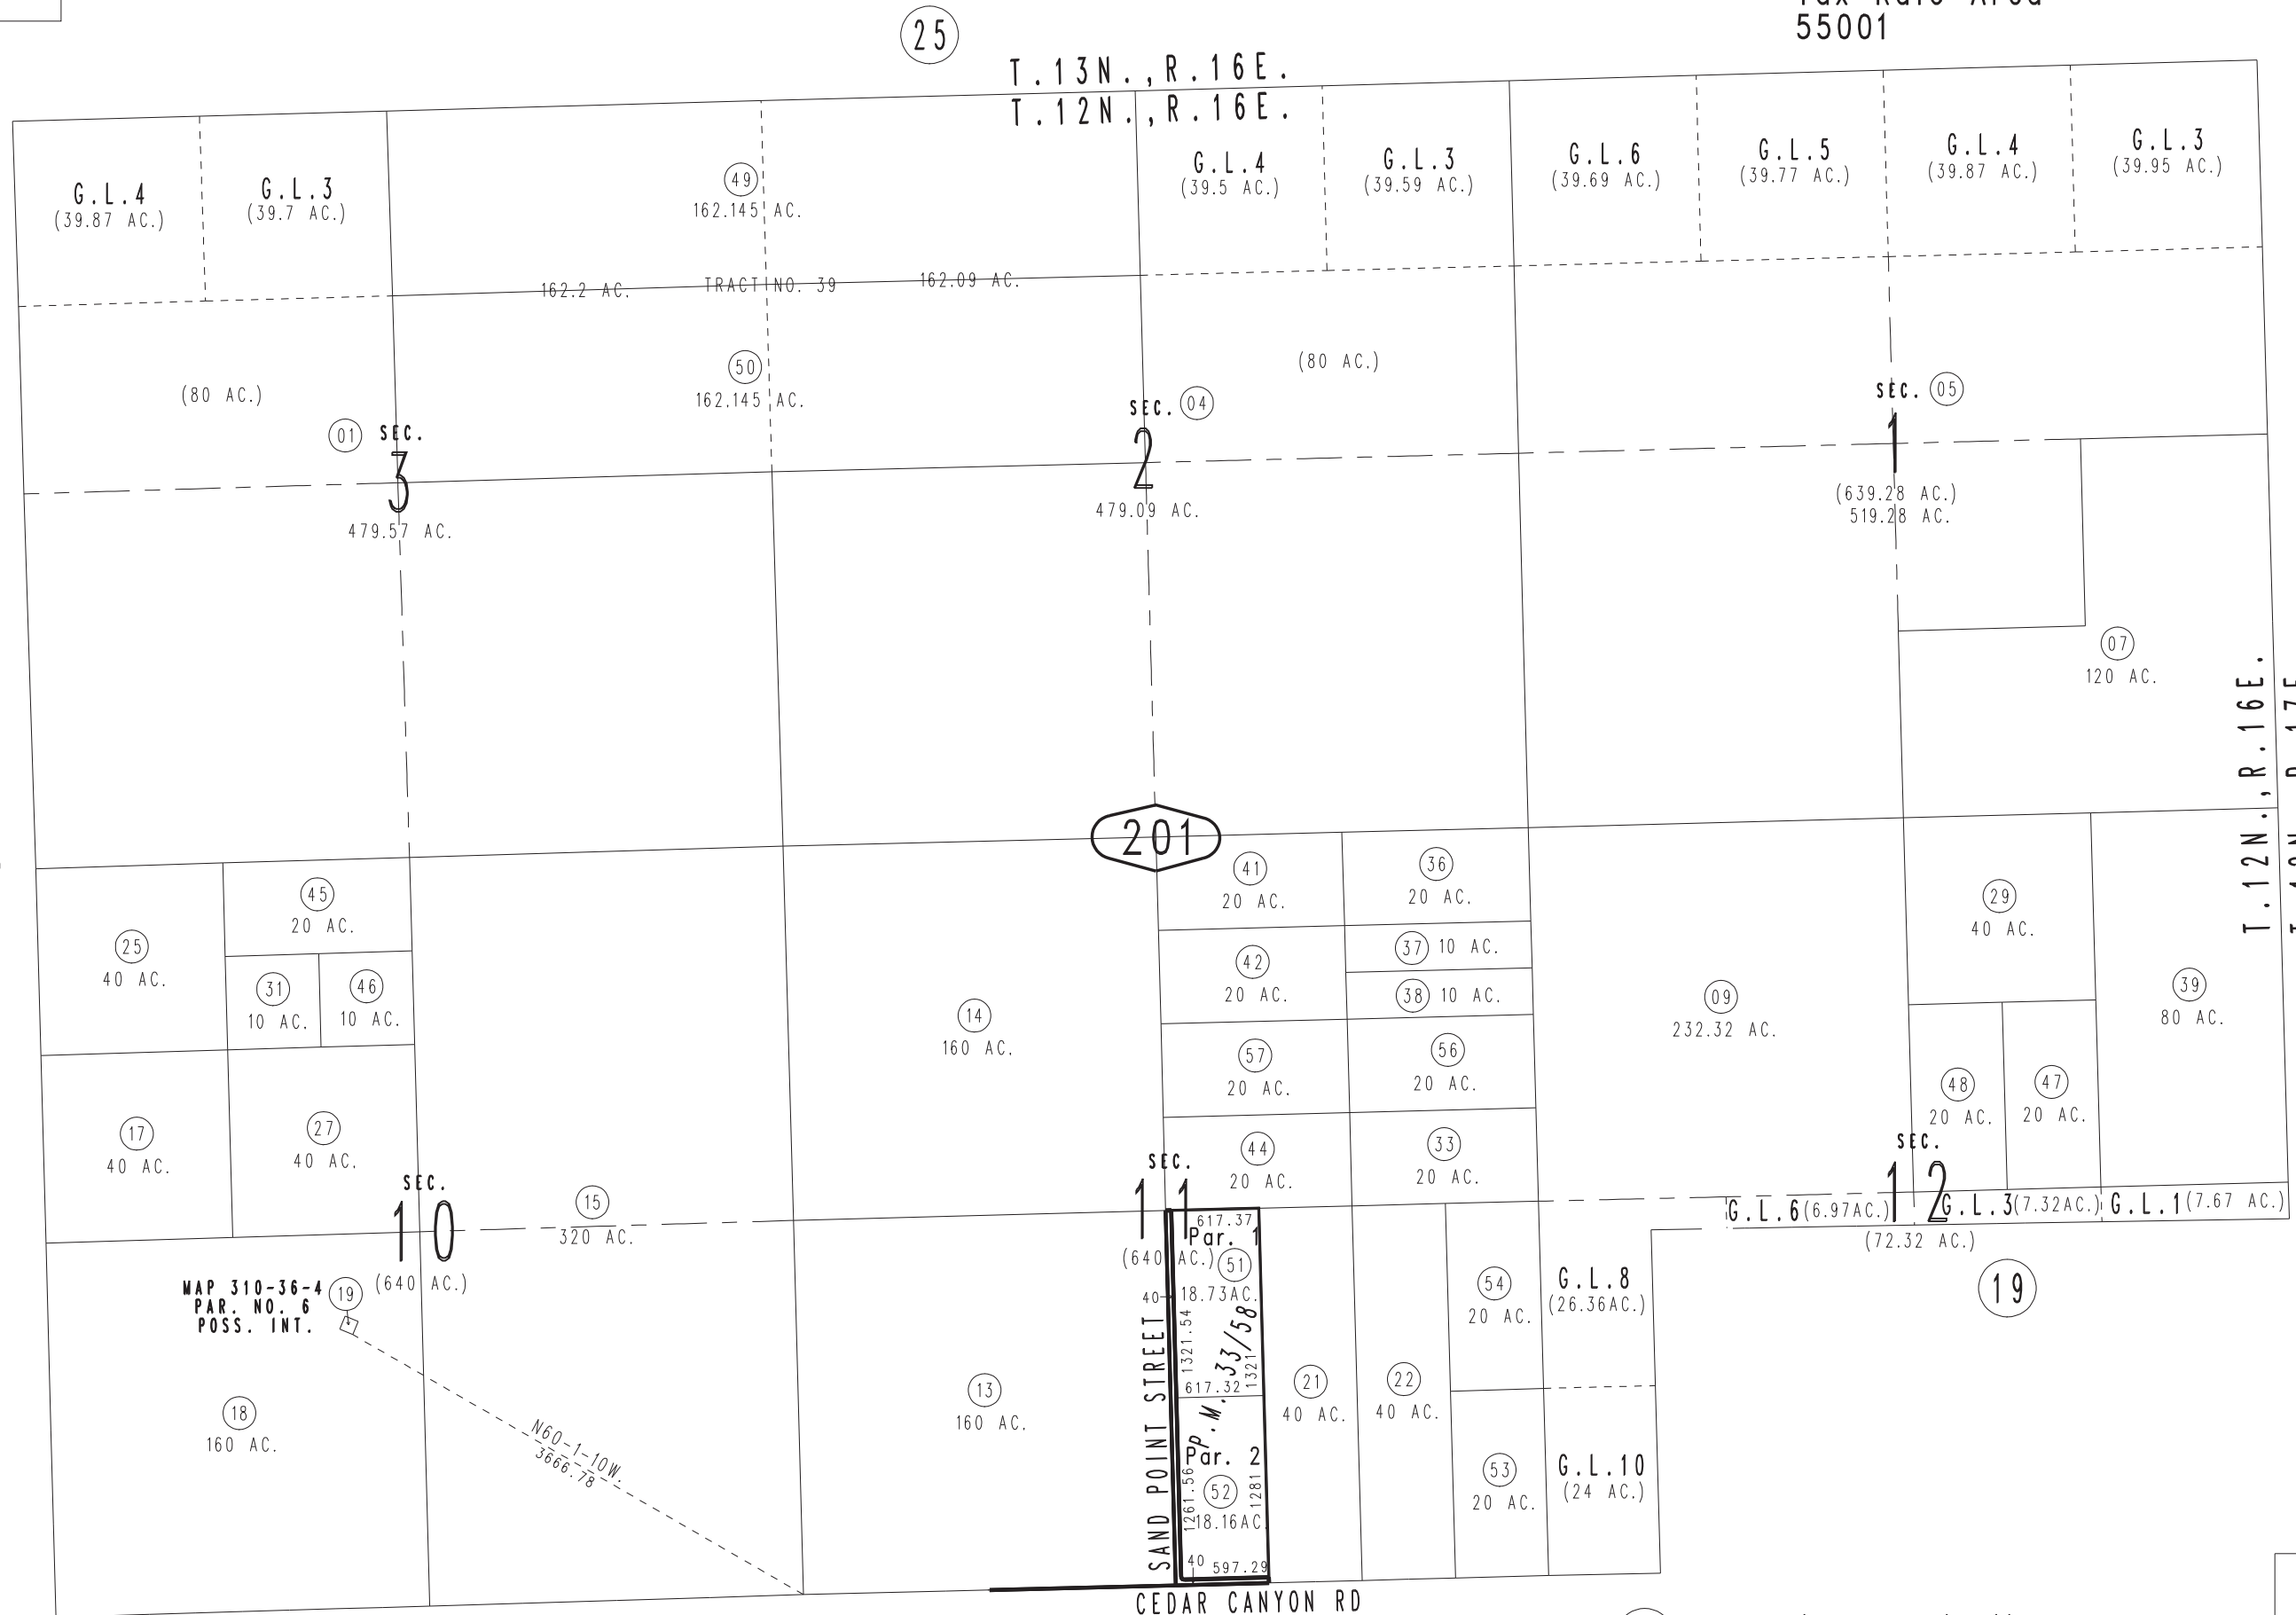 55001
25
T.13N.,R.16E.
T.12N.,R.16E.
G.L.4
(39.87 AC.)
G.L.3
(39.7 AC.)
49
162.145 AC.
G.L.4
(39.5 AC.)
G.L.3
(39.59 AC.)
G.L.6
(39.69 AC.)
G.L.5
(39.77 AC.)
G.L.4
(39.87 AC.)
G.L.3
(39.95 AC.)
162.2 AC.
TRACT NO. 39
162.09 AC.
(80 AC.)
50
162.145 AC.
(80 AC.)
01
SEC.
3
479.57 AC.
SEC.
04
2
479.09 AC.
SEC.
05
1
(639.28 AC.)
519.28 AC.
07
120 AC.
T.12N.,R.16E.
201
25
40 AC.
45
20 AC.
31
10 AC.
46
10 AC.
17
40 AC.
27
40 AC.
14
160 AC.
41
20 AC.
36
20 AC.
42
20 AC.
37 10 AC.
38 10 AC.
57
20 AC.
56
20 AC.
44
20 AC.
33
20 AC.
09
232.32 AC.
29
40 AC.
39
80 AC.
48
20 AC.
47
20 AC.
SEC.
10
(640 AC.)
15
320 AC.
SEC.
11
(640 AC.)
SEC.
12
G.L.6 (6.97AC.)
G.L.3 (7.32AC.)
G.L.1 (7.67 AC.)
(72.32 AC.)
19
MAP 310-36-4
PAR. NO. 6
POSS. INT.
19
18
160 AC.
N60-1-10W.
3666.78
13
160 AC.
SAND POINT STREET
617.37
Par. 1
51
18.73AC.
40
1321.54
1321
617.32
P.M. 33/58
Par. 2
52
18.16AC.
1261.56
1281
40
597.29
21
40 AC.
22
40 AC.
54
20 AC.
53
20 AC.
G.L.8
(26.36AC.)
G.L.10
(24 AC.)
CEDAR CANYON RD